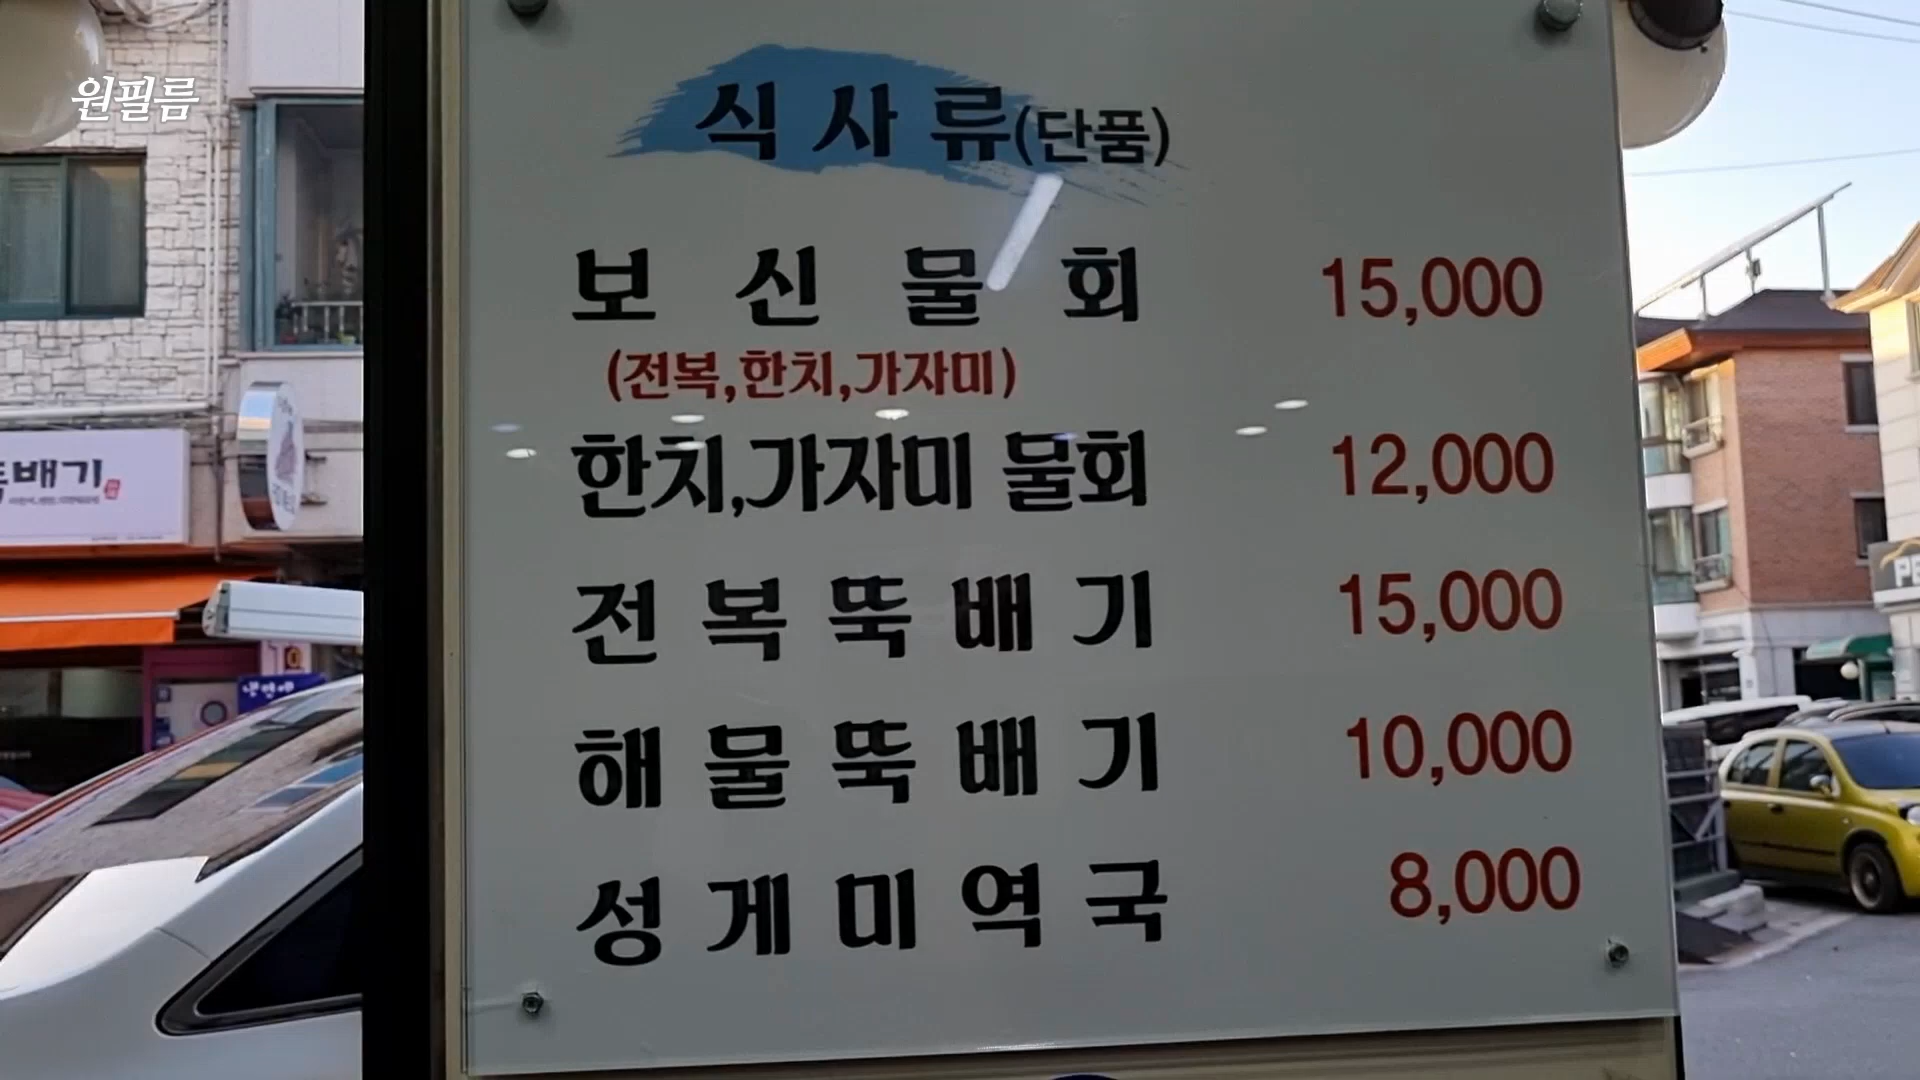 원필름
식사류(단품)
보신물회 15,000
(전복,한치,가자미)
한치,가자미 물회 12,000
전복뚝배기 15,000
해물뚝배기 10,000
성게미역국 8,000
뚝배기